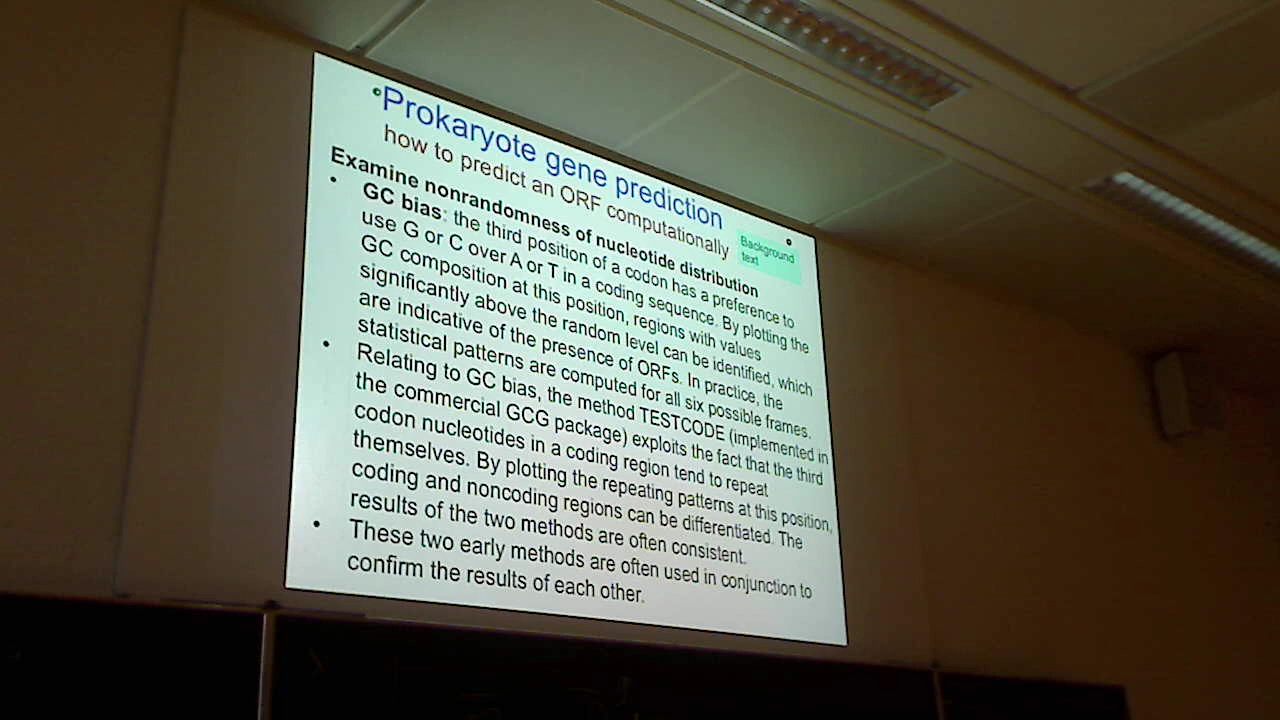 Prokaryote gene prediction
how to predict an ORF computationally
Background
text
Examine nonrandomness of nucleotide distribution
• GC bias: the third position of a codon has a preference to
use G or C over A or T in a coding sequence. By plotting the
GC composition at this position, regions with values
significantly above the random level can be identified, which
are indicative of the presence of ORFs. In practice, the
statistical patterns are computed for all six possible frames.
• Relating to GC bias, the method TESTCODE (implemented in
the commercial GCG package) exploits the fact that the third
codon nucleotides in a coding region tend to repeat
themselves. By plotting the repeating patterns at this position,
coding and noncoding regions can be differentiated. The
results of the two methods are often consistent.
• These two early methods are often used in conjunction to
confirm the results of each other.